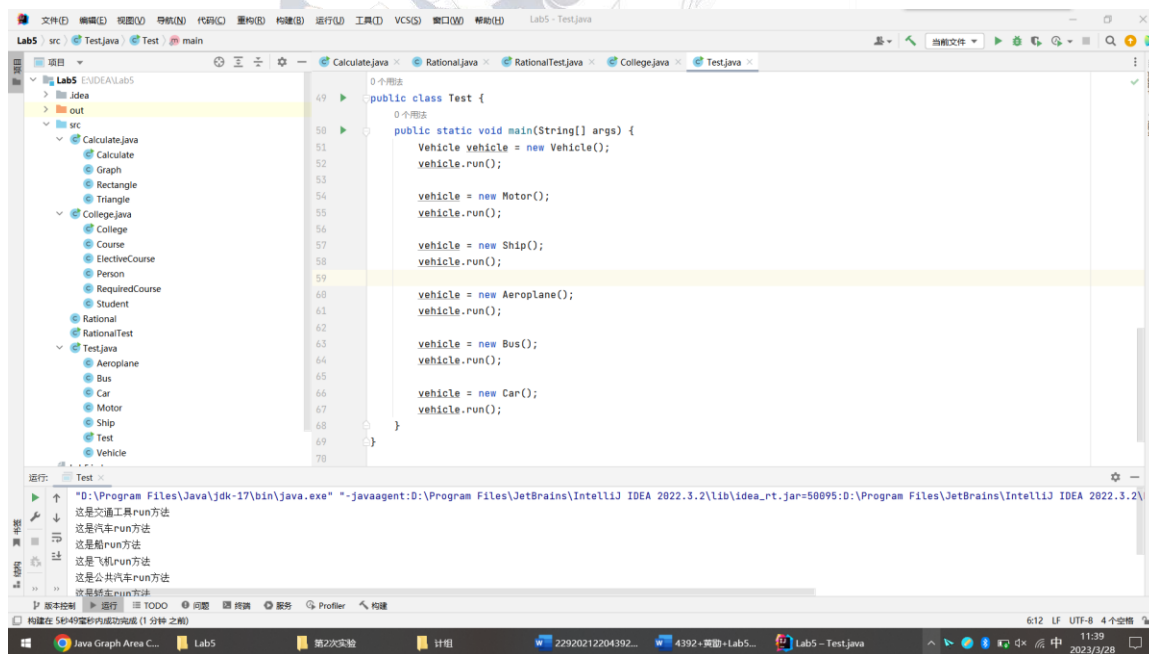 文件(F) 编辑(E) 视图(V) 导航(N) 代码(C) 重构(R) 构建(B) 运行(U) 工具(T) VCS(S) 窗口(W) 帮助(H) Lab5 - Test.java
Lab5 src Test.java Test main
当前文件
项目
Calculate.java Rational.java RationalTest.java College.java Test.java
Lab5 E:\IDEA\Lab5
.idea
out
src
Calculate.java
Calculate
Graph
Rectangle
Triangle
College.java
College
Course
ElectiveCourse
Person
RequiredCourse
Student
Rational
RationalTest
Test.java
Aeroplane
Bus
Car
Motor
Ship
Test
Vehicle
0 个用法
49 public class Test {
0 个用法
50 public static void main(String[] args) {
51 Vehicle vehicle = new Vehicle();
52 vehicle.run();
53
54 vehicle = new Motor();
55 vehicle.run();
56
57 vehicle = new Ship();
58 vehicle.run();
59
60 vehicle = new Aeroplane();
61 vehicle.run();
62
63 vehicle = new Bus();
64 vehicle.run();
65
66 vehicle = new Car();
67 vehicle.run();
68 }
69 }
70
运行: Test
"D:\Program Files\Java\jdk-17\bin\java.exe" "-javaagent:D:\Program Files\JetBrains\IntelliJ IDEA 2022.3.2\lib\idea_rt.jar=50095:D:\Program Files\JetBrains\IntelliJ IDEA 2022.3.2\
这是交通工具run方法
这是汽车run方法
这是船run方法
这是飞机run方法
这是公共汽车run方法
这是轿车run方法
书签
结构
版本控制 运行 TODO 问题 终端 服务 Profiler 构建
构建在 5秒49毫秒内成功完成 (1 分钟 之前)
6:12 LF UTF-8 4 个空格
Java Graph Area C... Lab5 第2次实验 计组 22920212204392... 4392+黄勖+Lab5... Lab5 – Test.java
中
11:39
2023/3/28